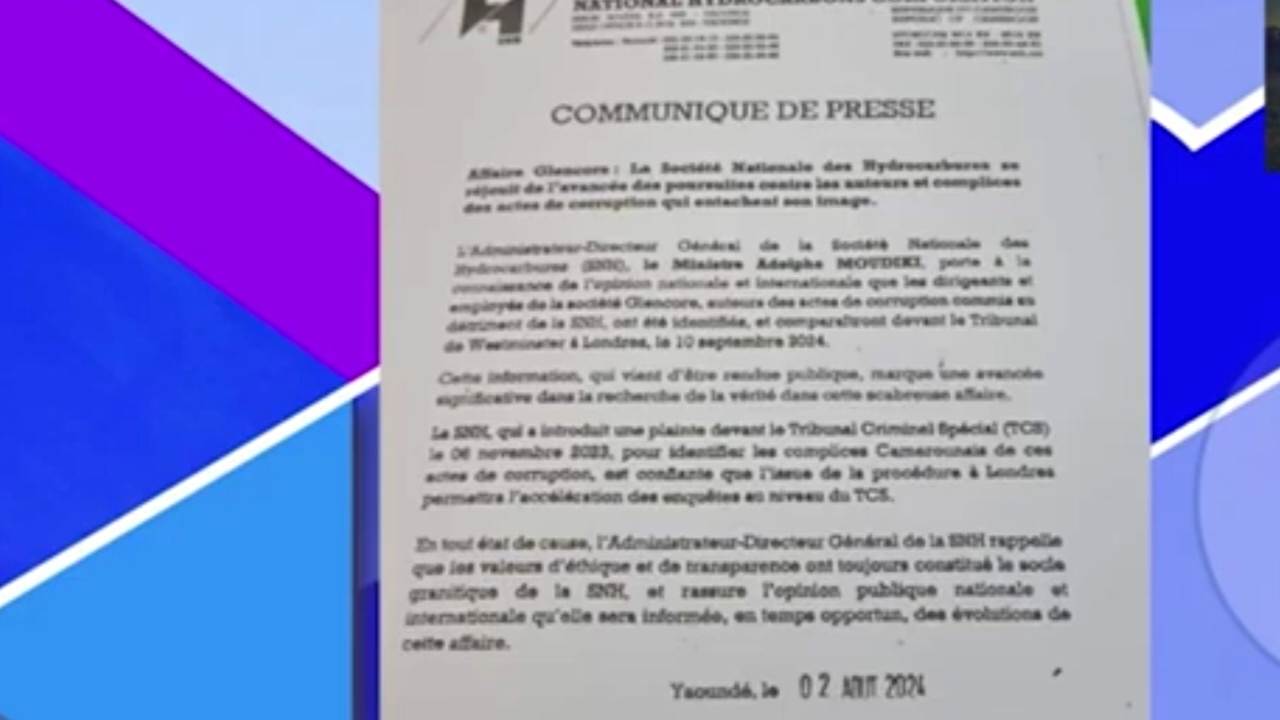 NATIONAL HYDROCARBONS CORPORATION
COMMUNIQUE DE PRESSE
Affaire Glencore : La Société Nationale des Hydrocarbures se
réjouit de l'avancée des poursuites contre les auteurs et complices
des actes de corruption qui entachent son image.
L'Administrateur-Directeur Général de la Société Nationale des
Hydrocarbures (SNH), le Ministre Adolphe MOUDIKI, porte à la
connaissance de l'opinion nationale et internationale que les dirigeants et
employés de la société Glencore, auteurs des actes de corruption commis au
détriment de la SNH, ont été identifiés, et comparaîtront devant le Tribunal
de Westminster à Londres, le 10 septembre 2024.
Cette information, qui vient d'être rendue publique, marque une avancée
significative dans la recherche de la vérité dans cette scabreuse affaire.
La SNH, qui a introduit une plainte devant le Tribunal Criminel Spécial (TCS)
le 06 novembre 2023, pour identifier les complices Camerounais de ces
actes de corruption, est confiante que l'issue de la procédure à Londres
permettra l'accélération des enquêtes au niveau du TCS.
En tout état de cause, l'Administrateur-Directeur Général de la SNH rappelle
que les valeurs d'éthique et de transparence ont toujours constitué le socle
granitique de la SNH, et rassure l'opinion publique nationale et
internationale qu'elle sera informée, en temps opportun, des évolutions de
cette affaire.
Yaoundé, le 02 AOUT 2024